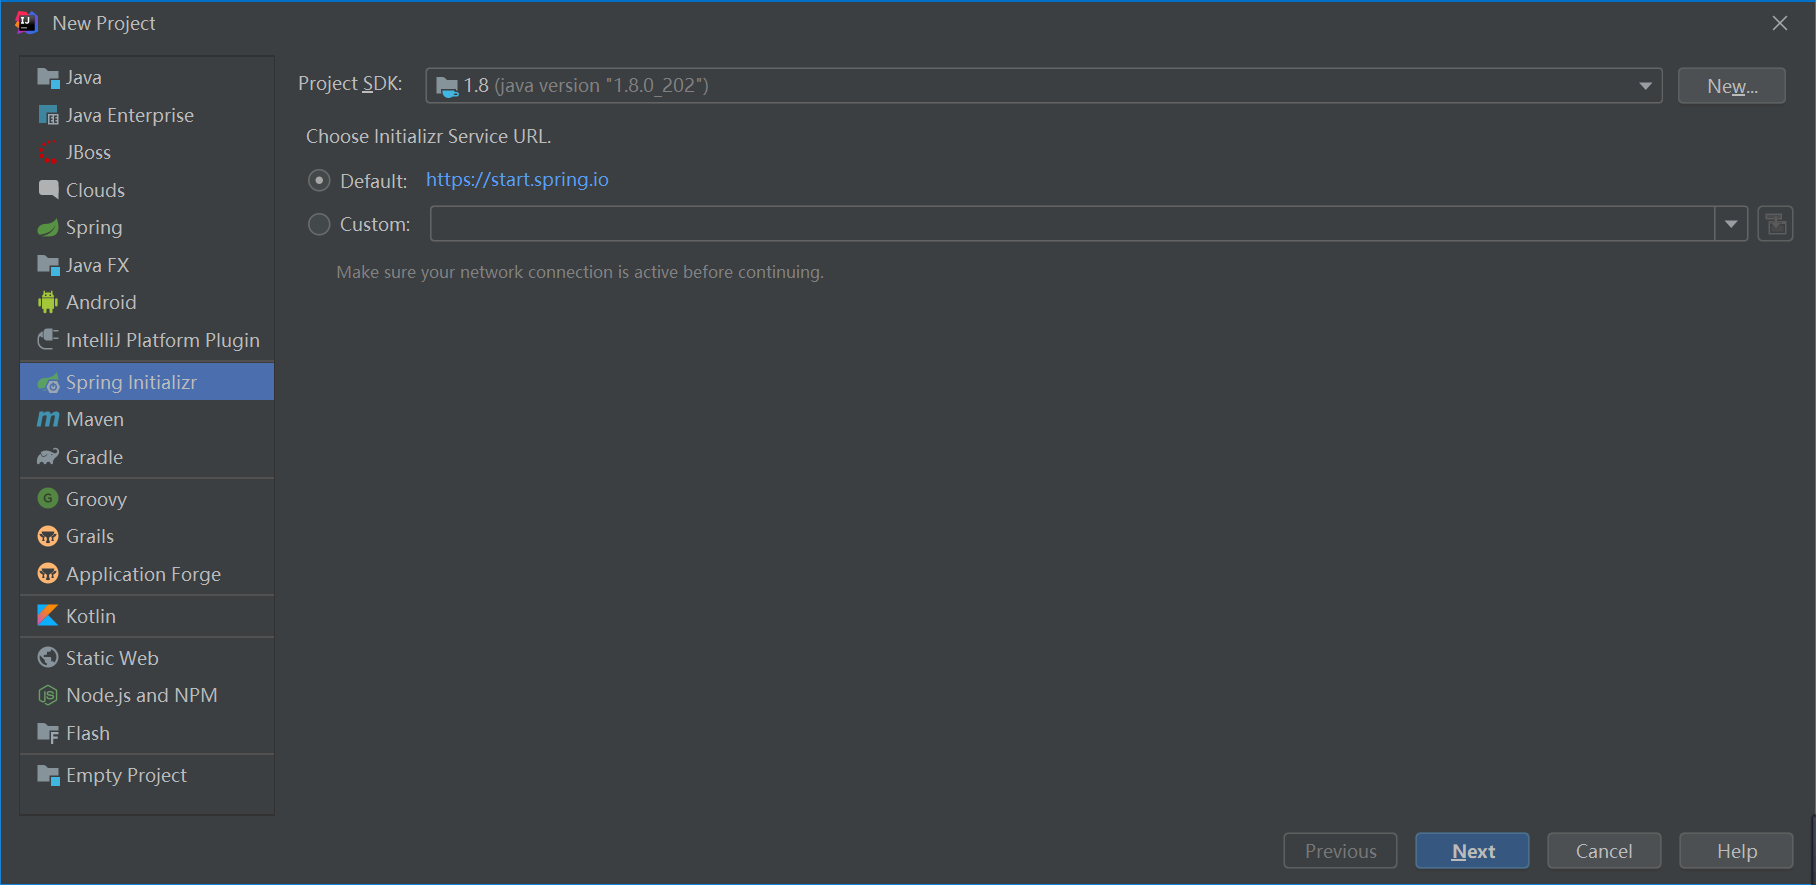 New Project
Java
Java Enterprise
JBoss
Clouds
Spring
Java FX
Android
IntelliJ Platform Plugin
Spring Initializr
Maven
Gradle
Groovy
Grails
Application Forge
Kotlin
Static Web
Node.js and NPM
Flash
Empty Project
Project SDK: 1.8 (java version "1.8.0_202") New...
Choose Initializr Service URL.
Default: https://start.spring.io
Custom:
Make sure your network connection is active before continuing.
Previous Next Cancel Help